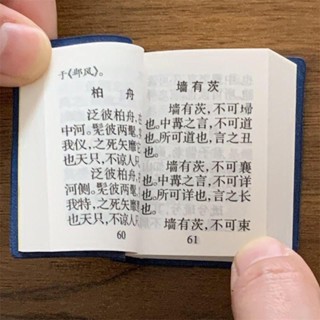 于《邶风》。
柏 舟
泛彼柏舟，
中河。髧彼两髦，
我仪，之死矢靡它
也天只，不谅人只
泛彼柏舟，
河侧。髧彼两髦，
我特，之死矢靡
也天只，不谅人只
60
墙有茨
墙有茨，不可埽
也。中冓之言，不可道
也。所可道也，言之丑
也。
墙有茨，不可襄
也。中冓之言，不可详
也。所可详也，言之长
也。
墙有茨，不可束
61